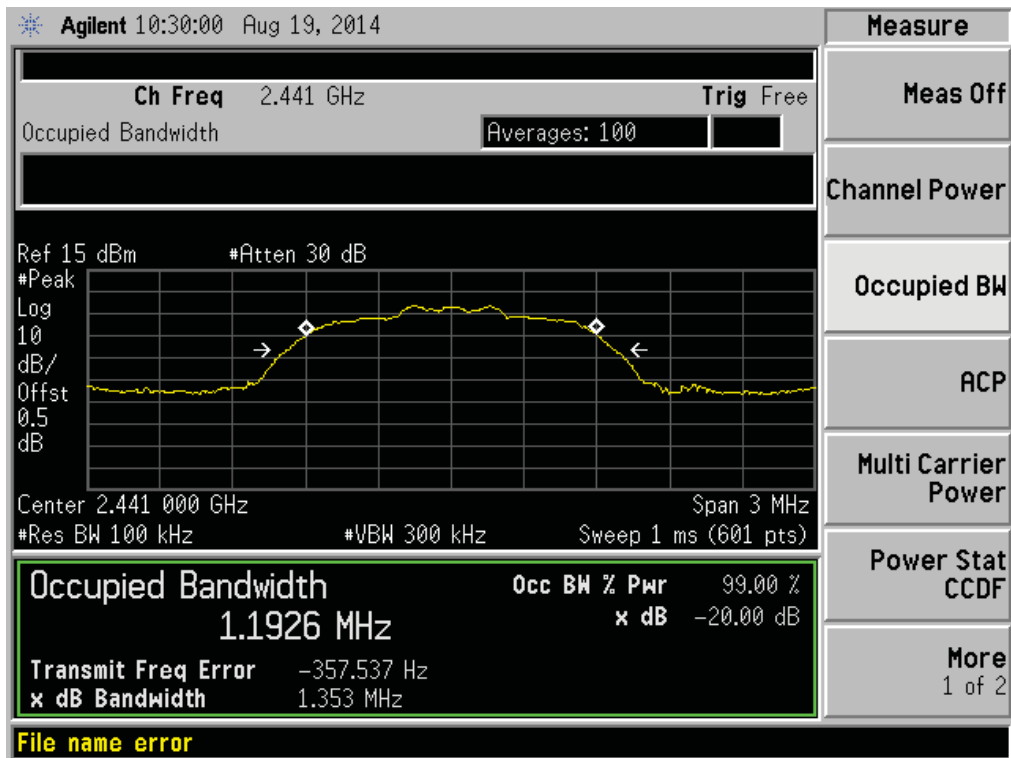 Agilent 10:30:00 Aug 19, 2014
Measure
Ch Freq 2.441 GHz Trig Free
Occupied Bandwidth Averages: 100
Meas Off
Channel Power
Occupied BW
ACP
Multi Carrier
Power
Power Stat
CCDF
More
1 of 2
Ref 15 dBm #Atten 30 dB
#Peak
Log
10
dB/
Offst
0.5
dB
Center 2.441 000 GHz Span 3 MHz
#Res BW 100 kHz #VBW 300 kHz Sweep 1 ms (601 pts)
Occupied Bandwidth Occ BW % Pwr 99.00 %
1.1926 MHz x dB -20.00 dB
Transmit Freq Error -357.537 Hz
x dB Bandwidth 1.353 MHz
File name error